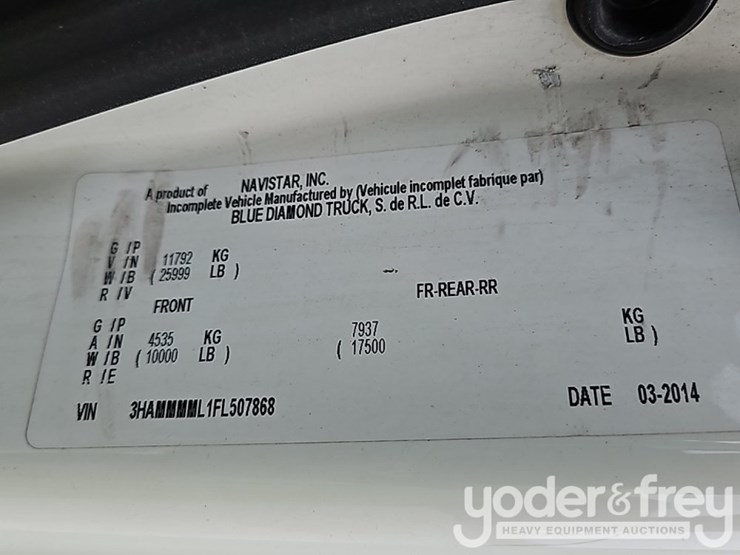 A product of NAVISTAR, INC.
Incomplete Vehicle Manufactured by (Vehicule incomplet fabrique par)
BLUE DIAMOND TRUCK, S. de R.L. de C.V.
G /P
V /N 11792 KG
W /B ( 25999 LB )
R /V
FRONT FR-REAR-RR
G /P
A /N 4535 KG 7937 KG
W /B ( 10000 LB ) ( 17500 LB )
R /E
VIN 3HAMMMML1FL507868 DATE 03-2014
yoder&frey
HEAVY EQUIPMENT AUCTIONS